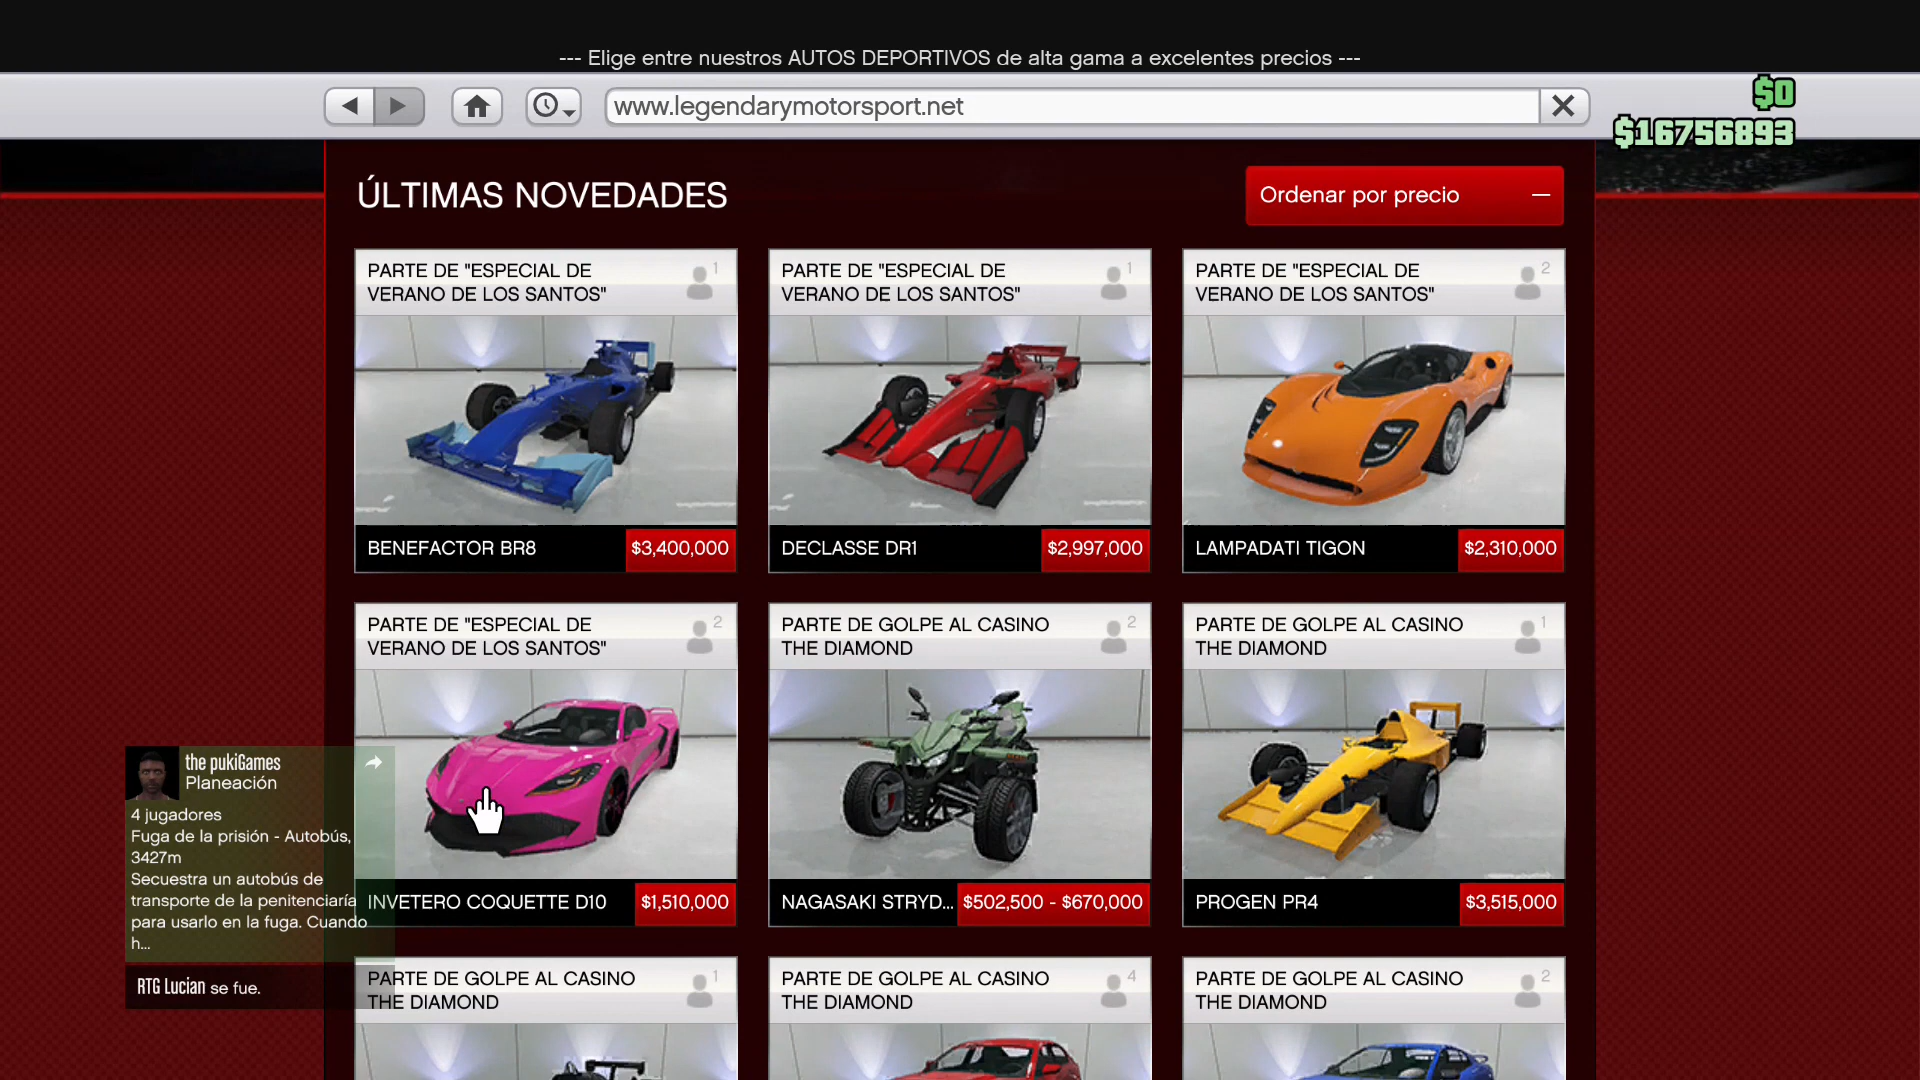 --- Elige entre nuestros AUTOS DEPORTIVOS de alta gama a excelentes precios ---
www.legendarymotorsport.net
$0
$16756893
ÚLTIMAS NOVEDADES
Ordenar por precio
PARTE DE "ESPECIAL DE
VERANO DE LOS SANTOS"
1
BENEFACTOR BR8
$3,400,000
PARTE DE "ESPECIAL DE
VERANO DE LOS SANTOS"
1
DECLASSE DR1
$2,997,000
PARTE DE "ESPECIAL DE
VERANO DE LOS SANTOS"
2
LAMPADATI TIGON
$2,310,000
PARTE DE "ESPECIAL DE
VERANO DE LOS SANTOS"
2
INVETERO COQUETTE D10
$1,510,000
PARTE DE GOLPE AL CASINO
THE DIAMOND
2
NAGASAKI STRYD...
$502,500 - $670,000
PARTE DE GOLPE AL CASINO
THE DIAMOND
1
PROGEN PR4
$3,515,000
the pukiGames
Planeación
4 jugadores
Fuga de la prisión - Autobús,
3427m
Secuestra un autobús de
transporte de la penitenciaría
para usarlo en la fuga. Cuando
h...
RTG Lucian se fue.
PARTE DE GOLPE AL CASINO
THE DIAMOND
1
PARTE DE GOLPE AL CASINO
THE DIAMOND
4
PARTE DE GOLPE AL CASINO
THE DIAMOND
2